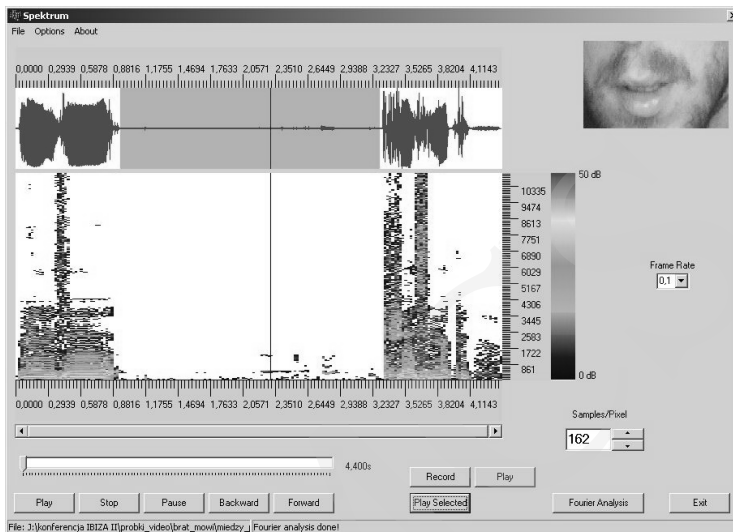 Spektrum
File Options About
0,0000 0,2939 0,5878 0,8816 1,1755 1,4694 1,7633 2,0571 2,3510 2,6449 2,9388 3,2327 3,5265 3,8204 4,1143
50 dB
10335
9474
8613
7751
6890
6029
5167
4306
3445
2583
1722
861
0 dB
Frame Rate
0,1
0,0000 0,2939 0,5878 0,8816 1,1755 1,4694 1,7633 2,0571 2,3510 2,6449 2,9388 3,2327 3,5265 3,8204 4,1143
Samples/Pixel
162
4,400s
Record Play
Play Stop Pause Backward Forward Play Selected Fourier Analysis Exit
File: J:\konferencja IBIZA II\probki_video\brat_mowi\miedzy_ Fourier analysis done!